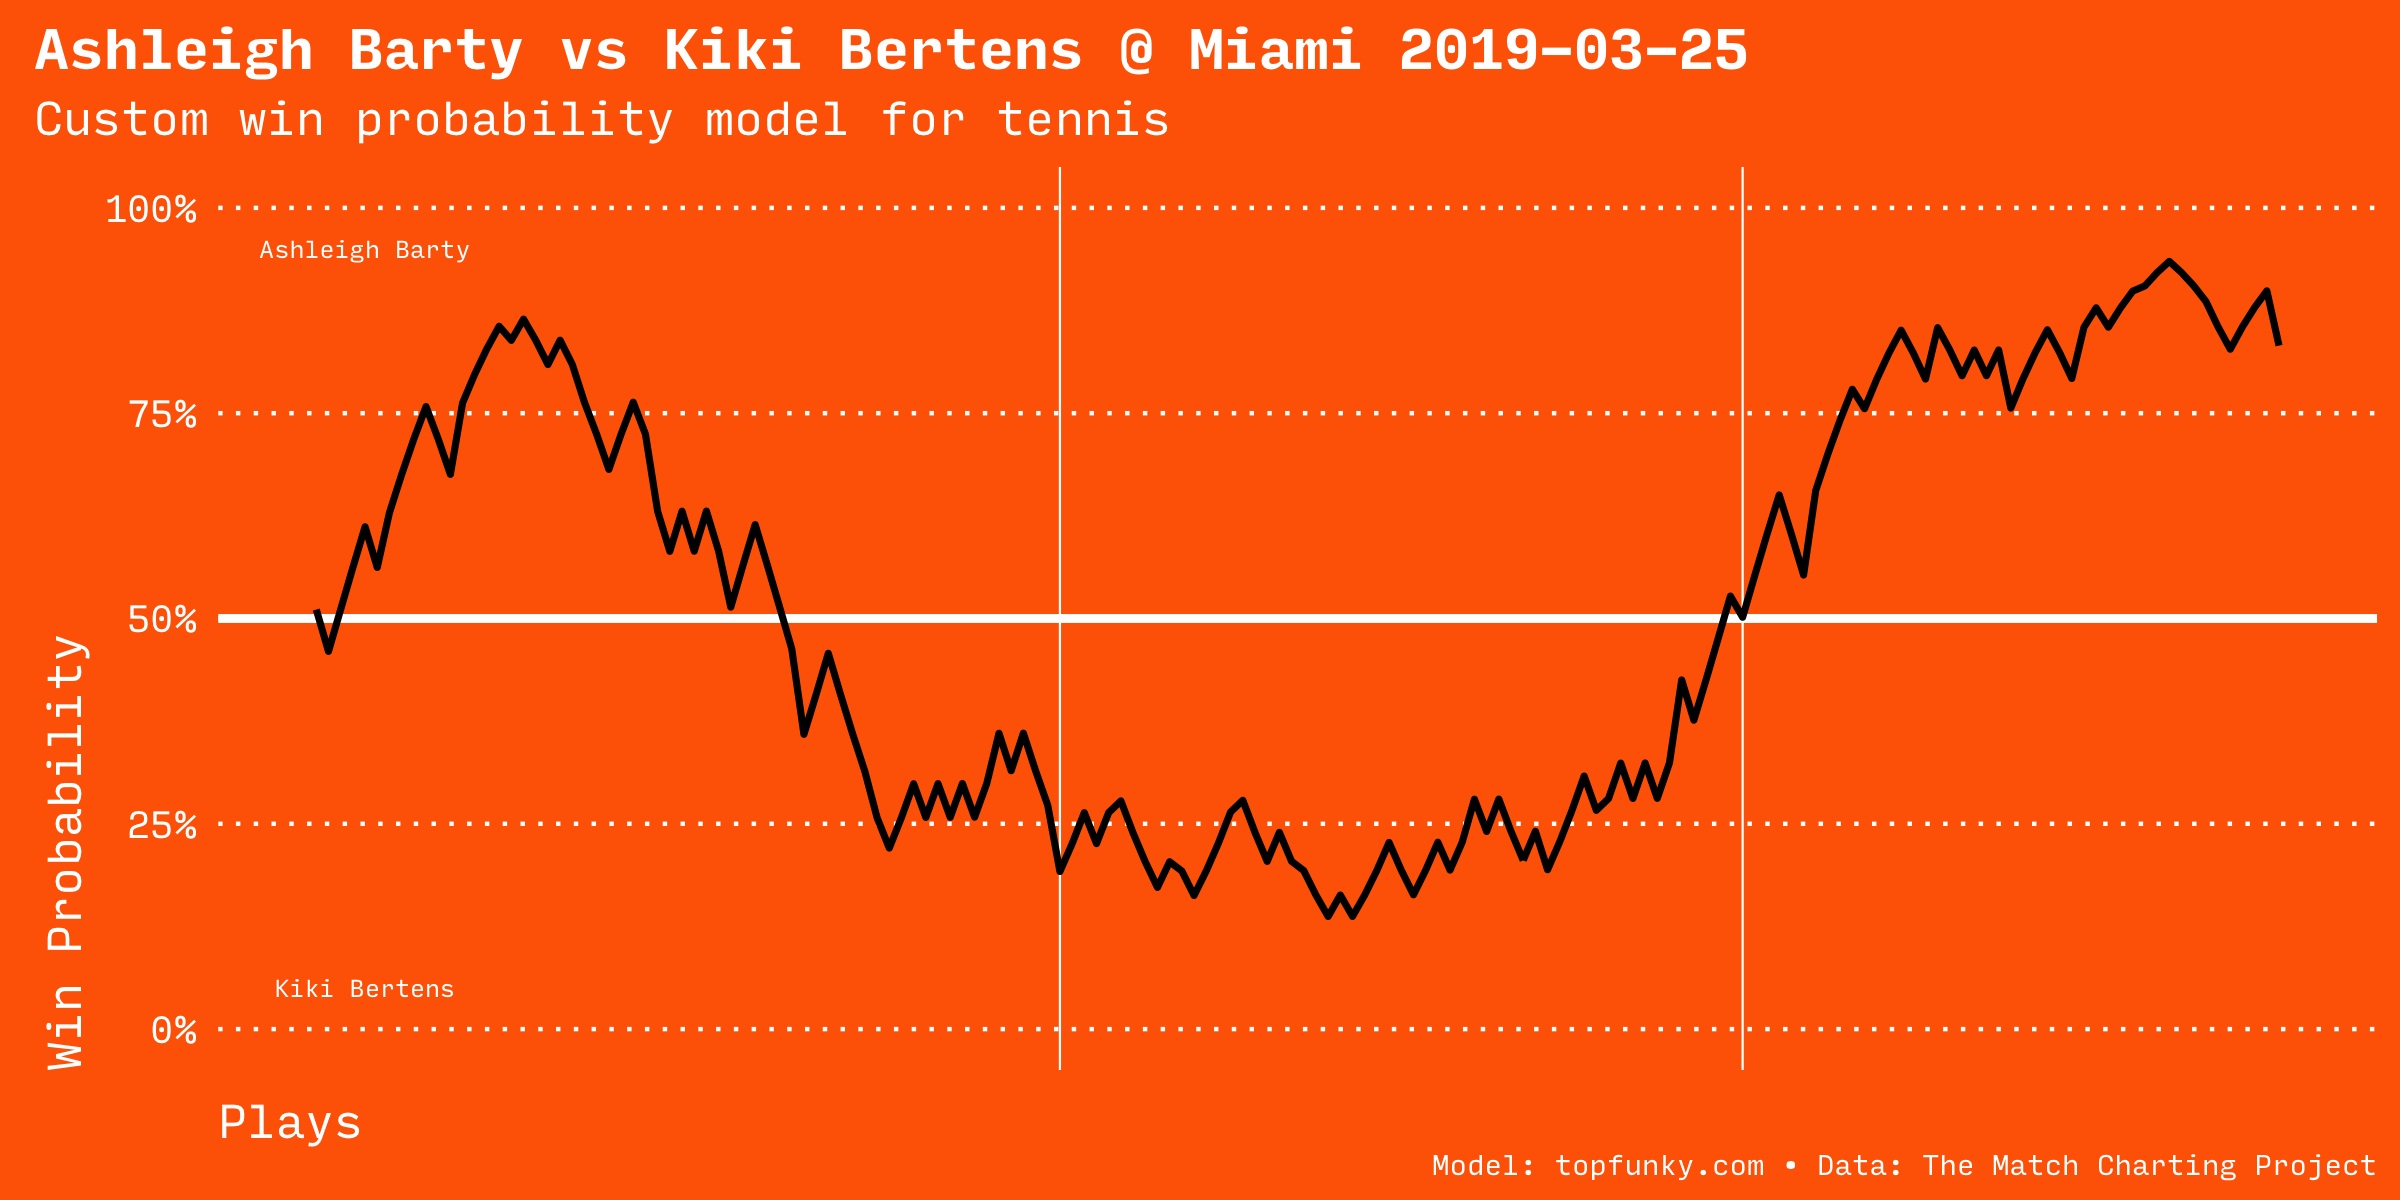 Ashleigh Barty vs Kiki Bertens @ Miami 2019-03-25
Custom win probability model for tennis
100%
Ashleigh Barty
75%
50%
25%
Kiki Bertens
0%
Win Probability
Plays
Model: topfunky.com • Data: The Match Charting Project